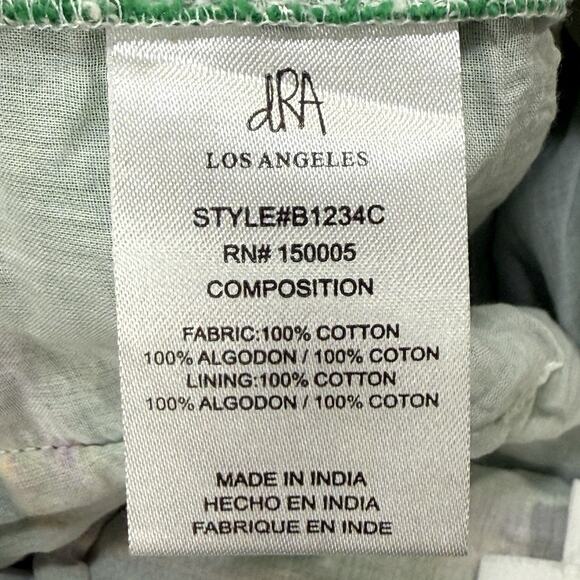 dRA
LOS ANGELES
STYLE#B1234C
RN# 150005
COMPOSITION
FABRIC:100% COTTON
100% ALGODON / 100% COTON
LINING:100% COTTON
100% ALGODON / 100% COTON
MADE IN INDIA
HECHO EN INDIA
FABRIQUE EN INDE